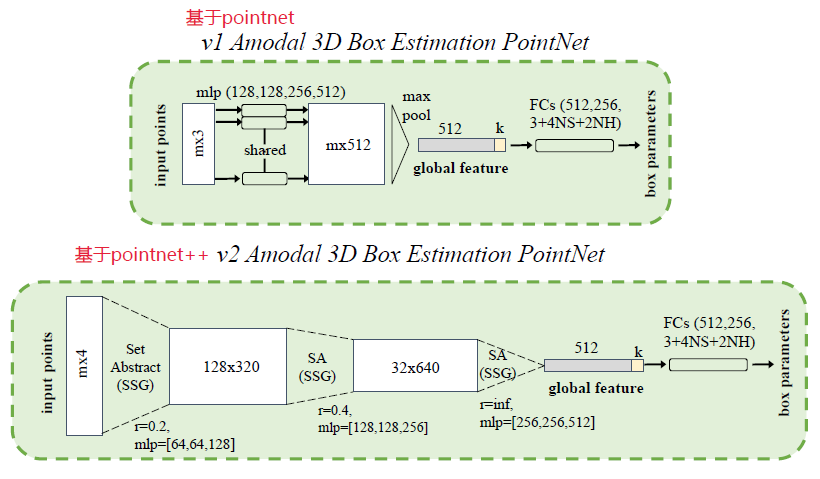 基于pointnet
v1 Amodal 3D Box Estimation PointNet
input points
mx3
mlp (128,128,256,512)
shared
mx512
max
pool
512
k
global feature
FCs (512,256,
3+4NS+2NH)
box parameters
基于pointnet++ v2 Amodal 3D Box Estimation PointNet
input points
mx4
Set
Abstract
(SSG)
r=0.2,
mlp=[64,64,128]
128x320
SA
(SSG)
r=0.4,
mlp=[128,128,256]
32x640
SA
(SSG)
r=inf,
mlp=[256,256,512]
512
k
global feature
FCs (512,256,
3+4NS+2NH)
box parameters